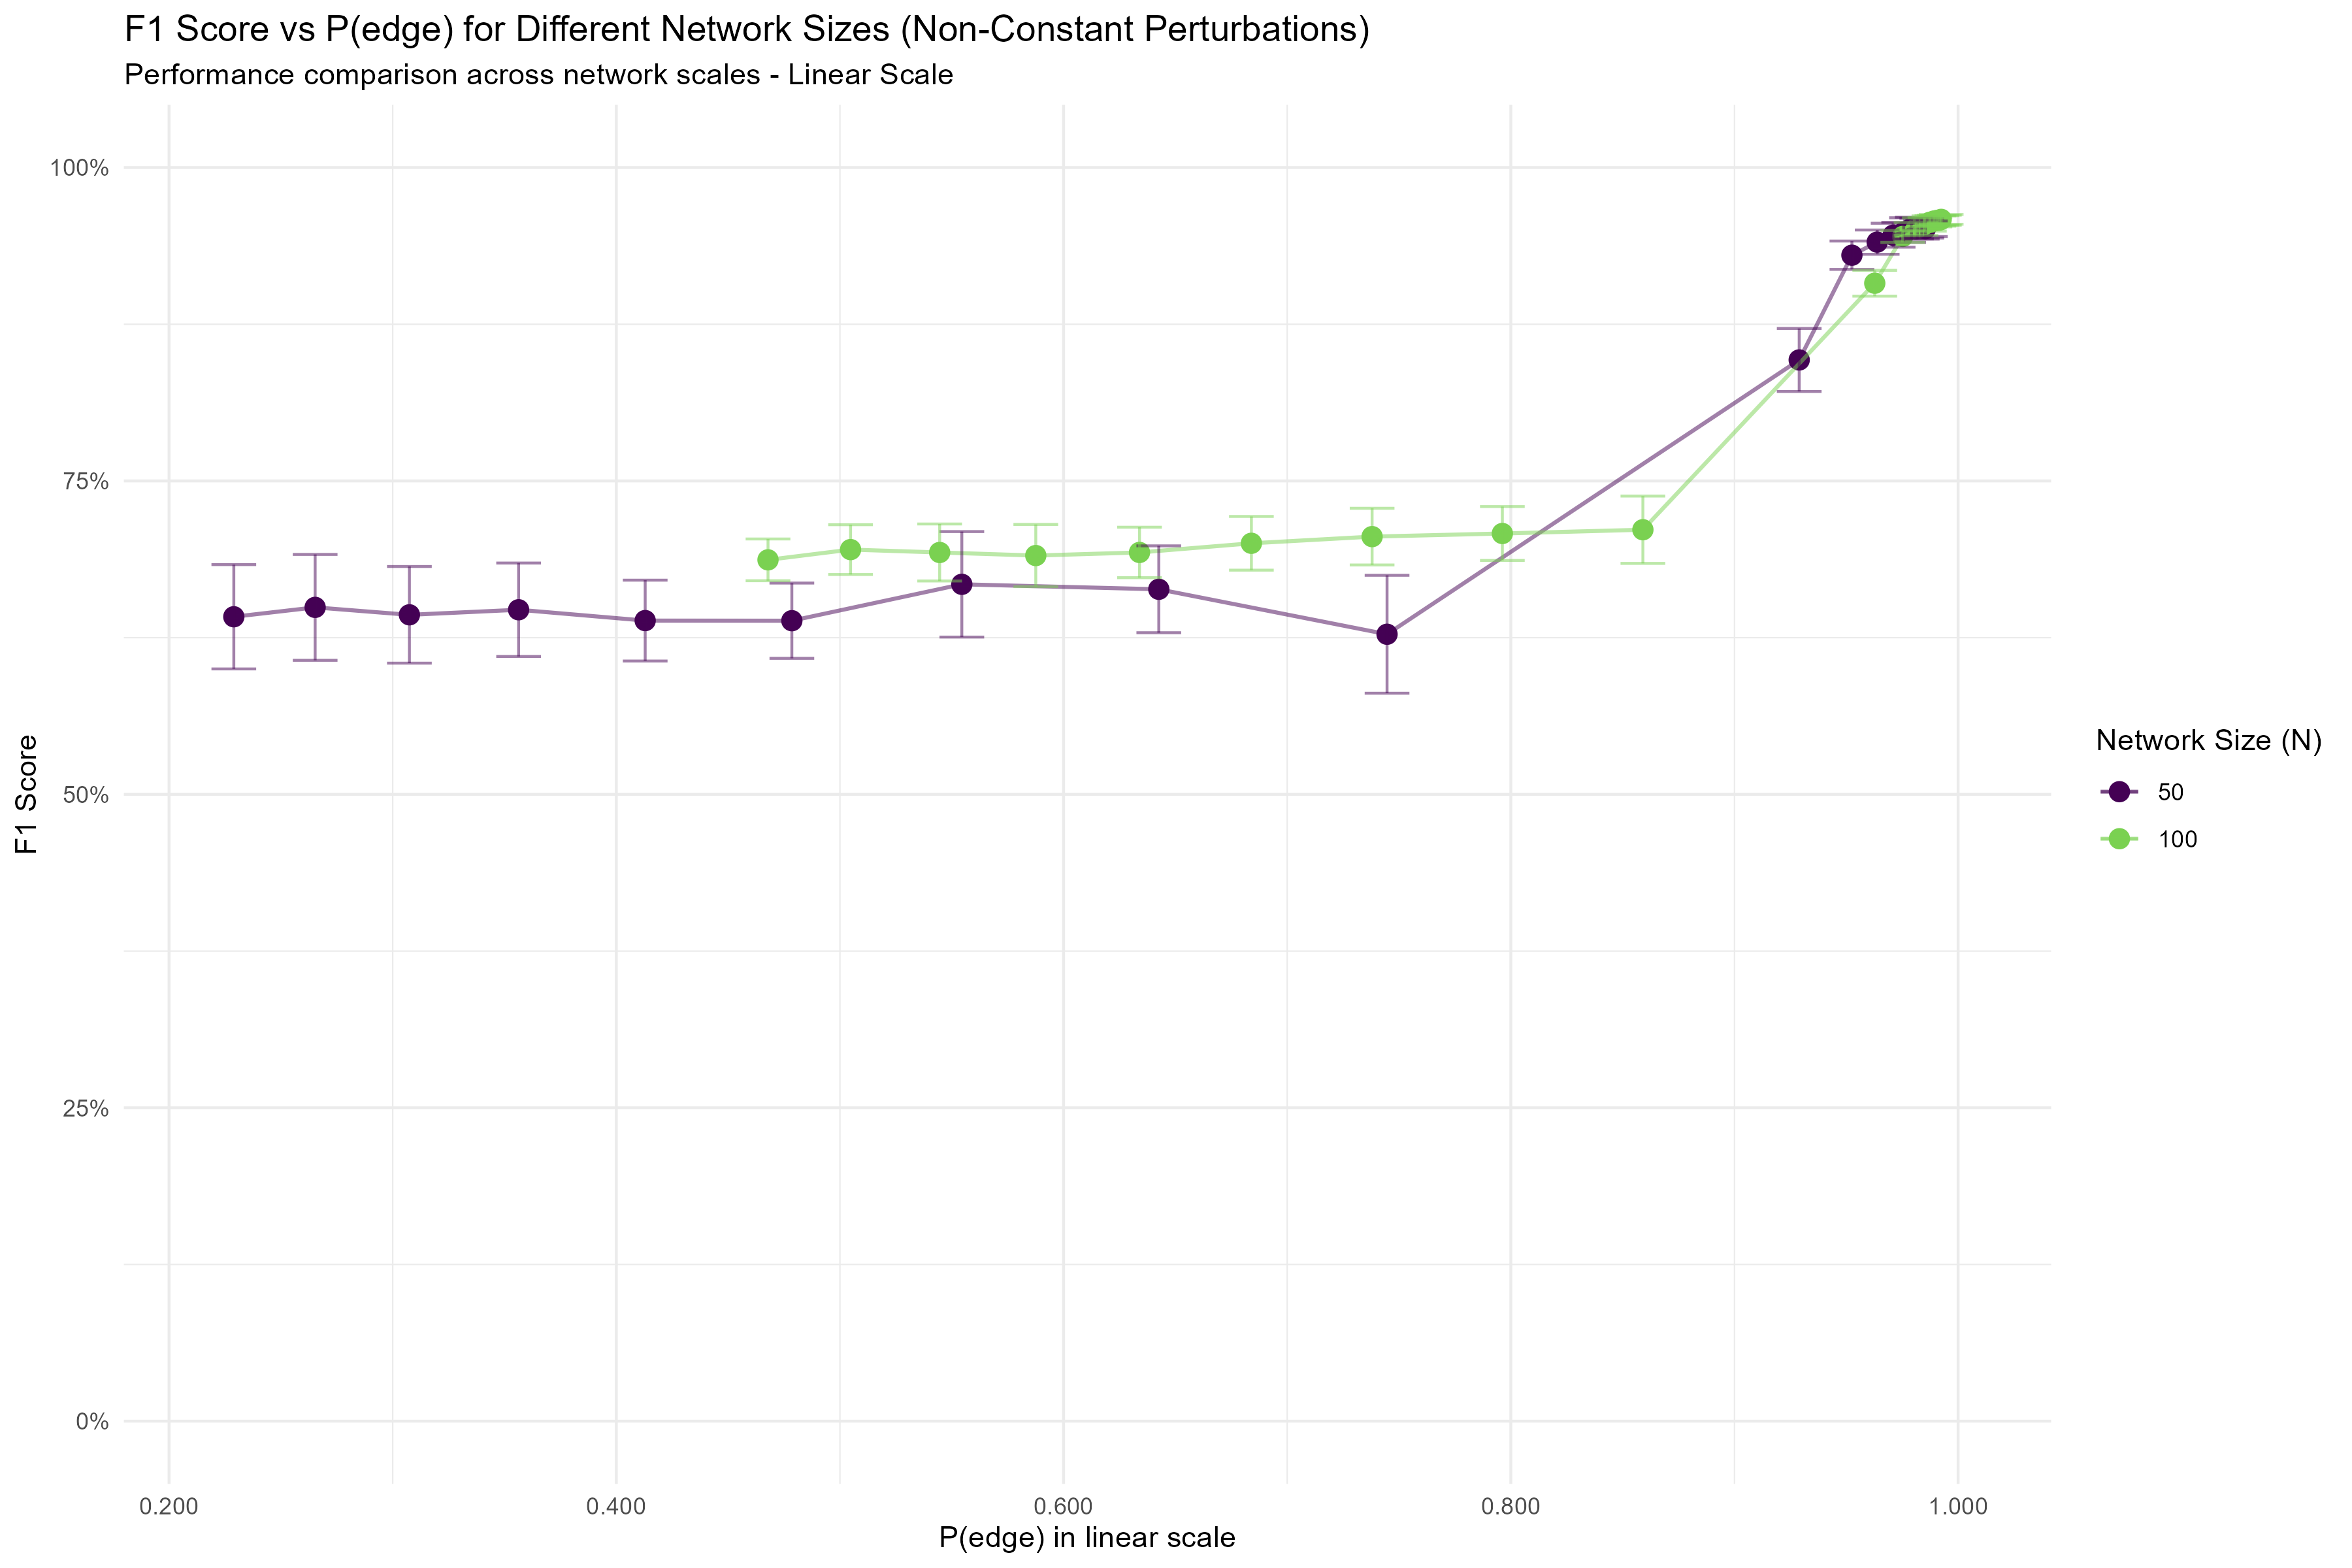 F1 Score vs P(edge) for Different Network Sizes (Non-Constant Perturbations)
Performance comparison across network scales - Linear Scale
100%
75%
50%
25%
0%
F1 Score
0.200
0.400
0.600
0.800
1.000
P(edge) in linear scale
Network Size (N)
50
100